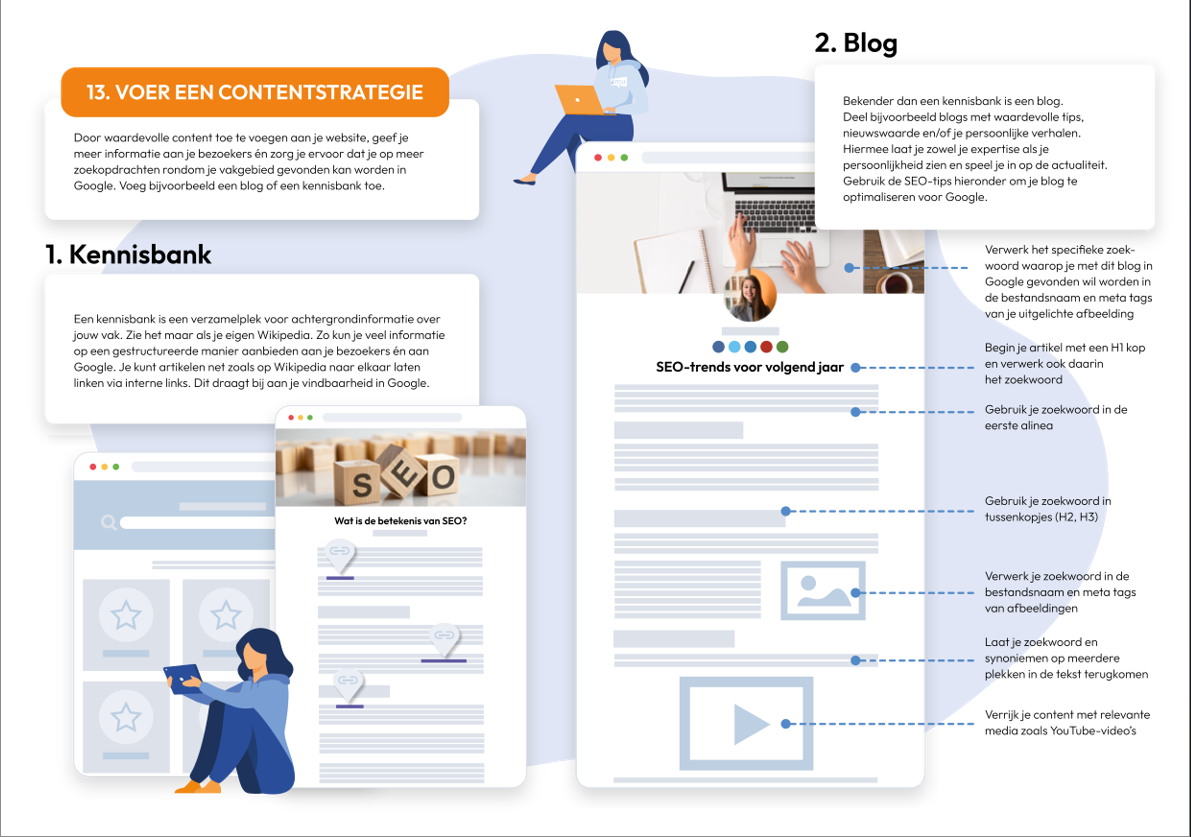 13. VOER EEN CONTENTSTRATEGIE
Door waardevolle content toe te voegen aan je website, geef je
meer informatie aan je bezoekers én zorg je ervoor dat je op meer
zoekopdrachten rondom je vakgebied gevonden kan worden in
Google. Voeg bijvoorbeeld een blog of een kennisbank toe.
1. Kennisbank
Een kennisbank is een verzamelplek voor achtergrondinformatie over
jouw vak. Zie het maar als je eigen Wikipedia. Zo kun je veel informatie
op een gestructureerde manier aanbieden aan je bezoekers én aan
Google. Je kunt artikelen net zoals op Wikipedia naar elkaar laten
linken via interne links. Dit draagt bij aan je vindbaarheid in Google.
SEO
Wat is de betekenis van SEO?
2. Blog
Bekender dan een kennisbank is een blog.
Deel bijvoorbeeld blogs met waardevolle tips,
nieuwswaarde en/of je persoonlijke verhalen.
Hiermee laat je zowel je expertise als je
persoonlijkheid zien en speel je in op de actualiteit.
Gebruik de SEO-tips hieronder om je blog te
optimaliseren voor Google.
SEO-trends voor volgend jaar
Verwerk het specifieke zoek-
woord waarop je met dit blog in
Google gevonden wil worden in
de bestandsnaam en meta tags
van je uitgelichte afbeelding
Begin je artikel met een H1 kop
en verwerk ook daarin
het zoekwoord
Gebruik je zoekwoord in de
eerste alinea
Gebruik je zoekwoord in
tussenkopjes (H2, H3)
Verwerk je zoekwoord in de
bestandsnaam en meta tags
van afbeeldingen
Laat je zoekwoord en
synoniemen op meerdere
plekken in de tekst terugkomen
Verrijk je content met relevante
media zoals YouTube-video's